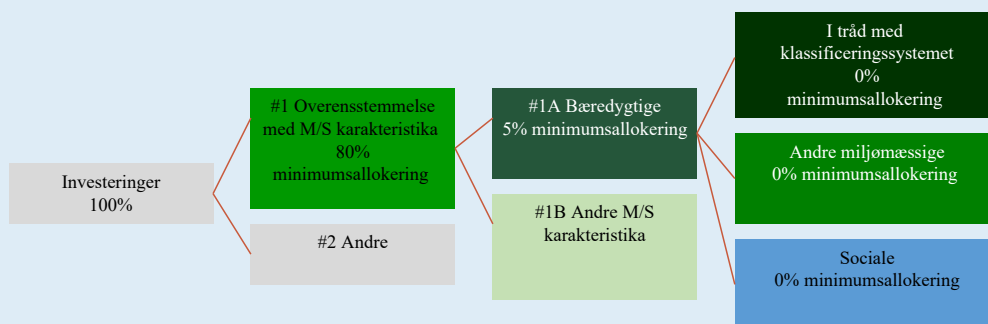 Investeringer
100%
#1 Overensstemmelse
med M/S karakteristika
80%
minimumsallokering
#2 Andre
#1A Bæredygtige
5% minimumsallokering
#1B Andre M/S
karakteristika
I tråd med
klassificeringssystemet
0%
minimumsallokering
Andre miljømæssige
0% minimumsallokering
Sociale
0% minimumsallokering